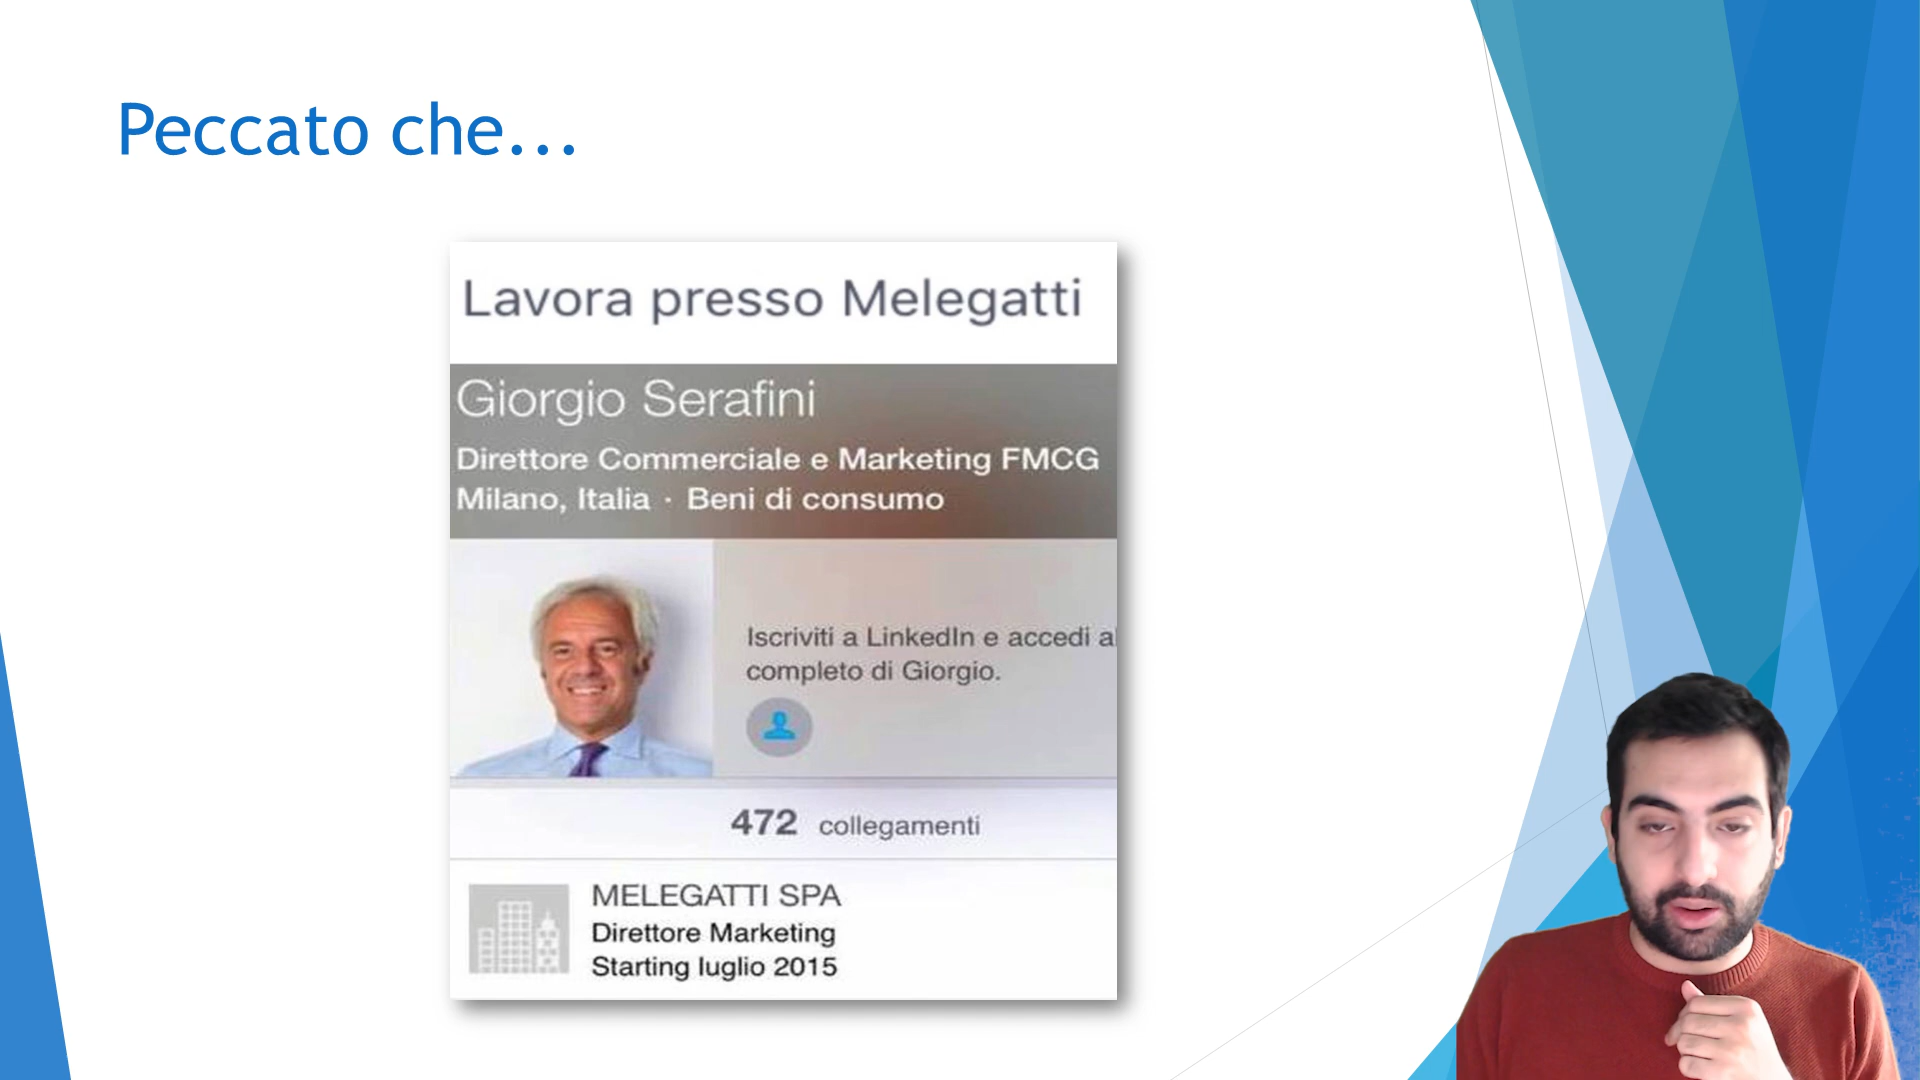 Peccato che...
Lavora presso Melegatti
Giorgio Serafini
Direttore Commerciale e Marketing FMCG
Milano, Italia · Beni di consumo
Iscriviti a LinkedIn e accedi al
completo di Giorgio.
472 collegamenti
MELEGATTI SPA
Direttore Marketing
Starting luglio 2015